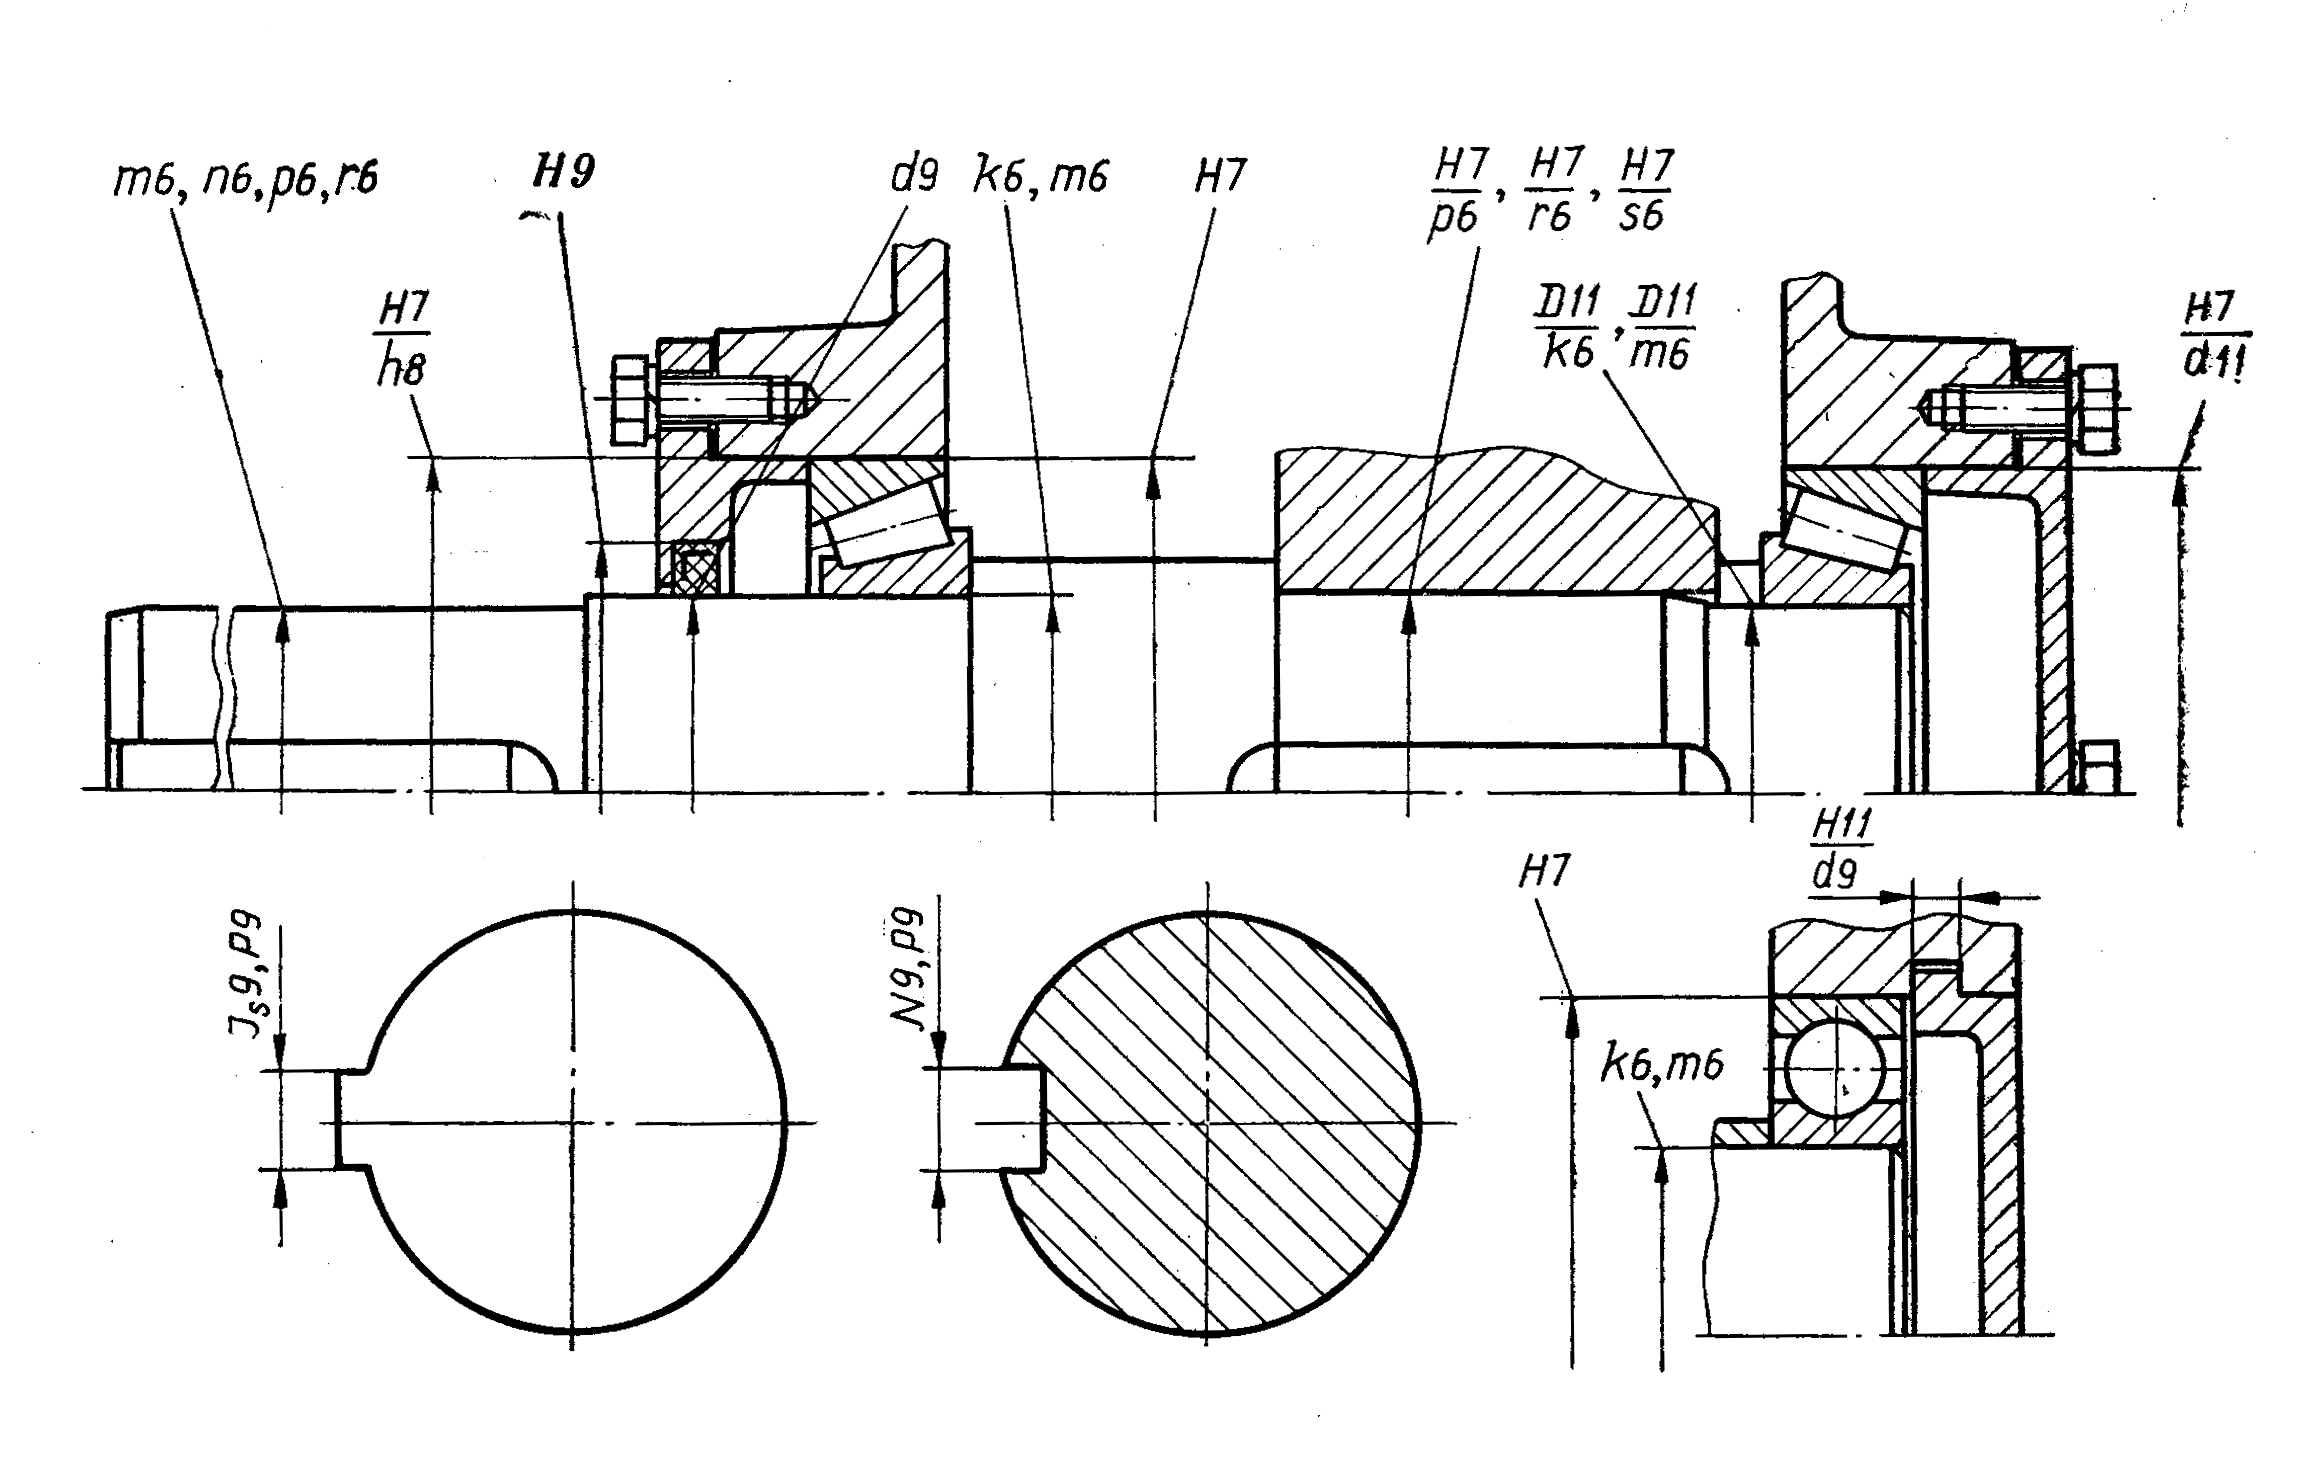 m6, n6, p6, r6
H9
d9
k6, m6
H7
H7/p6, H7/r6, H7/s6
H7/h8
D11/k6, D11/m6
H7/d11
Js9, p9
N9, p9
H7
H11/d9
k6, m6